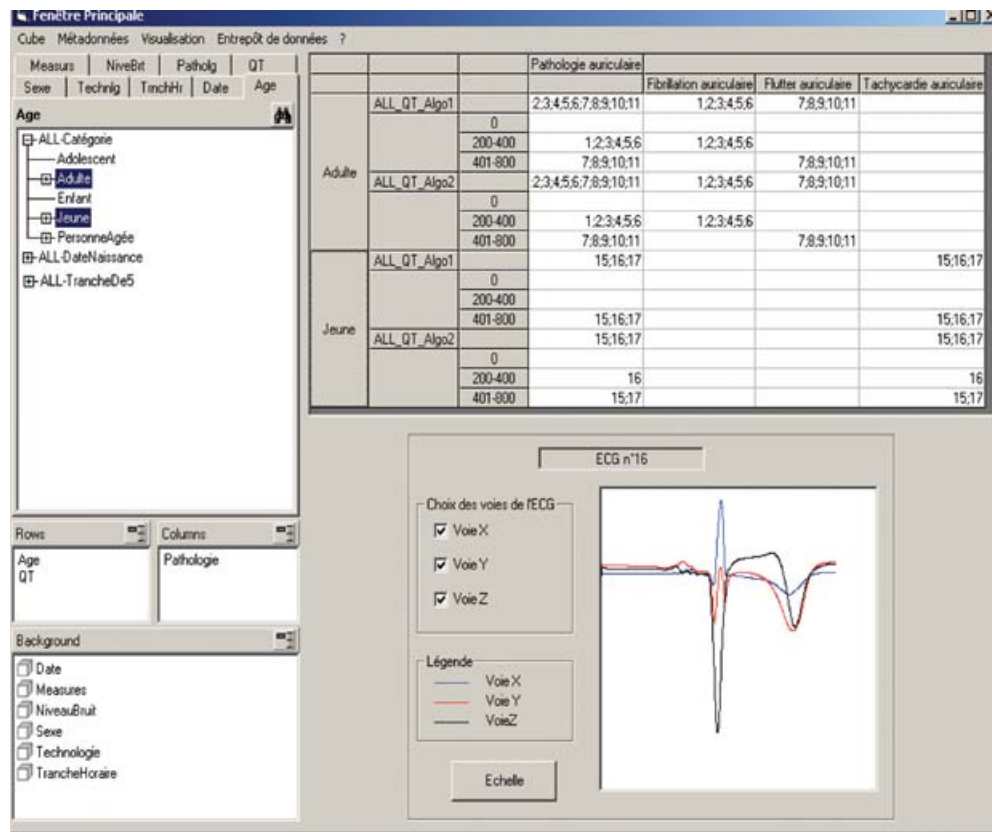 Fenêtre Principale
Cube Métadonnées Visualisation Entrepôt de données ?
Measurs NiveBrt Patholg QT
Sexe Technlg TrnchHr Date Age
Age
ALL-Catégorie
Adolescent
Adulte
Enfant
Jeune
PersonneAgée
ALL-DateNaissance
ALL-TrancheDe5
Pathologie auriculaire
Fibrillation auriculaire Flutter auriculaire Tachycardie auriculaire
Adulte
ALL_QT_Algo1 2;3;4;5;6;7;8;9;10;11 1;2;3;4;5;6 7;8;9;10;11
0
200-400 1;2;3;4;5;6 1;2;3;4;5;6
401-800 7;8;9;10;11 7;8;9;10;11
ALL_QT_Algo2 2;3;4;5;6;7;8;9;10;11 1;2;3;4;5;6 7;8;9;10;11
0
200-400 1;2;3;4;5;6 1;2;3;4;5;6
401-800 7;8;9;10;11 7;8;9;10;11
Jeune
ALL_QT_Algo1 15;16;17 15;16;17
0
200-400
401-800 15;16;17 15;16;17
ALL_QT_Algo2 15;16;17 15;16;17
0
200-400 16 16
401-800 15;17 15;17
Rows
Age
QT
Columns
Pathologie
Background
Date
Measures
NiveauBruit
Sexe
Technologie
TrancheHoraire
ECG n°16
Choix des voies de l'ECG
Voie X
Voie Y
Voie Z
Légende
Voie X
Voie Y
VoieZ
Echelle